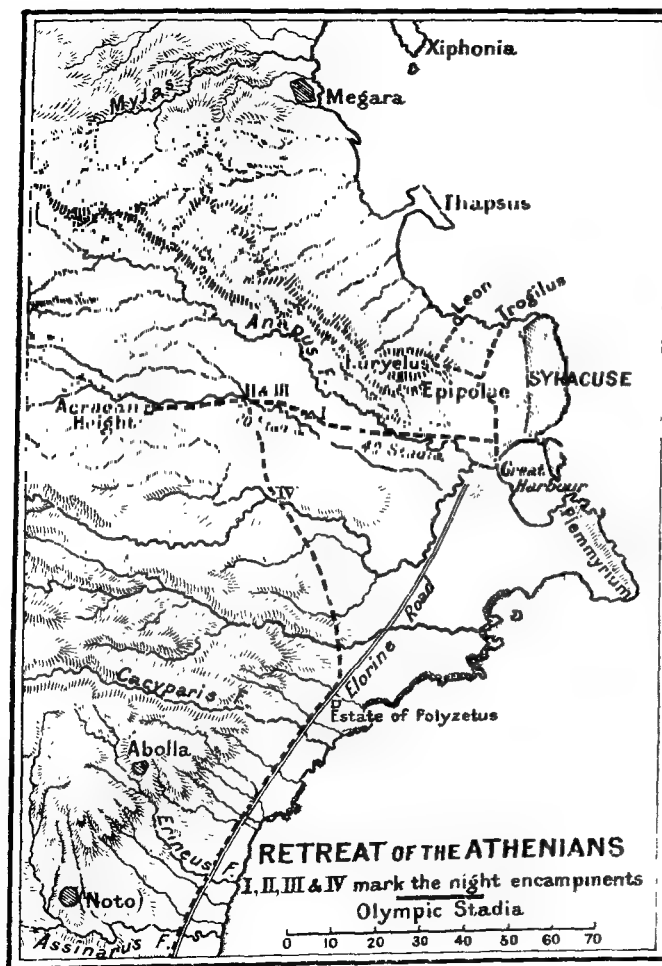 Xiphonia
Mylas
Megara
Thapsus
Leon
Trogilus
Anapus F.
Euryelus
Epipolae
SYRACUSE
II & III
I
Acraean
Height
40 Stadia
Great
Harbour
Plemmyrium
IV
Elorine Road
Cacyparis F.
P
Estate of Polyzetus
Abolla
Erineus F.
(Noto)
Assinarus F.
RETREAT OF THE ATHENIANS
I, II, III & IV mark the night encampments
Olympic Stadia
0 10 20 30 40 50 60 70